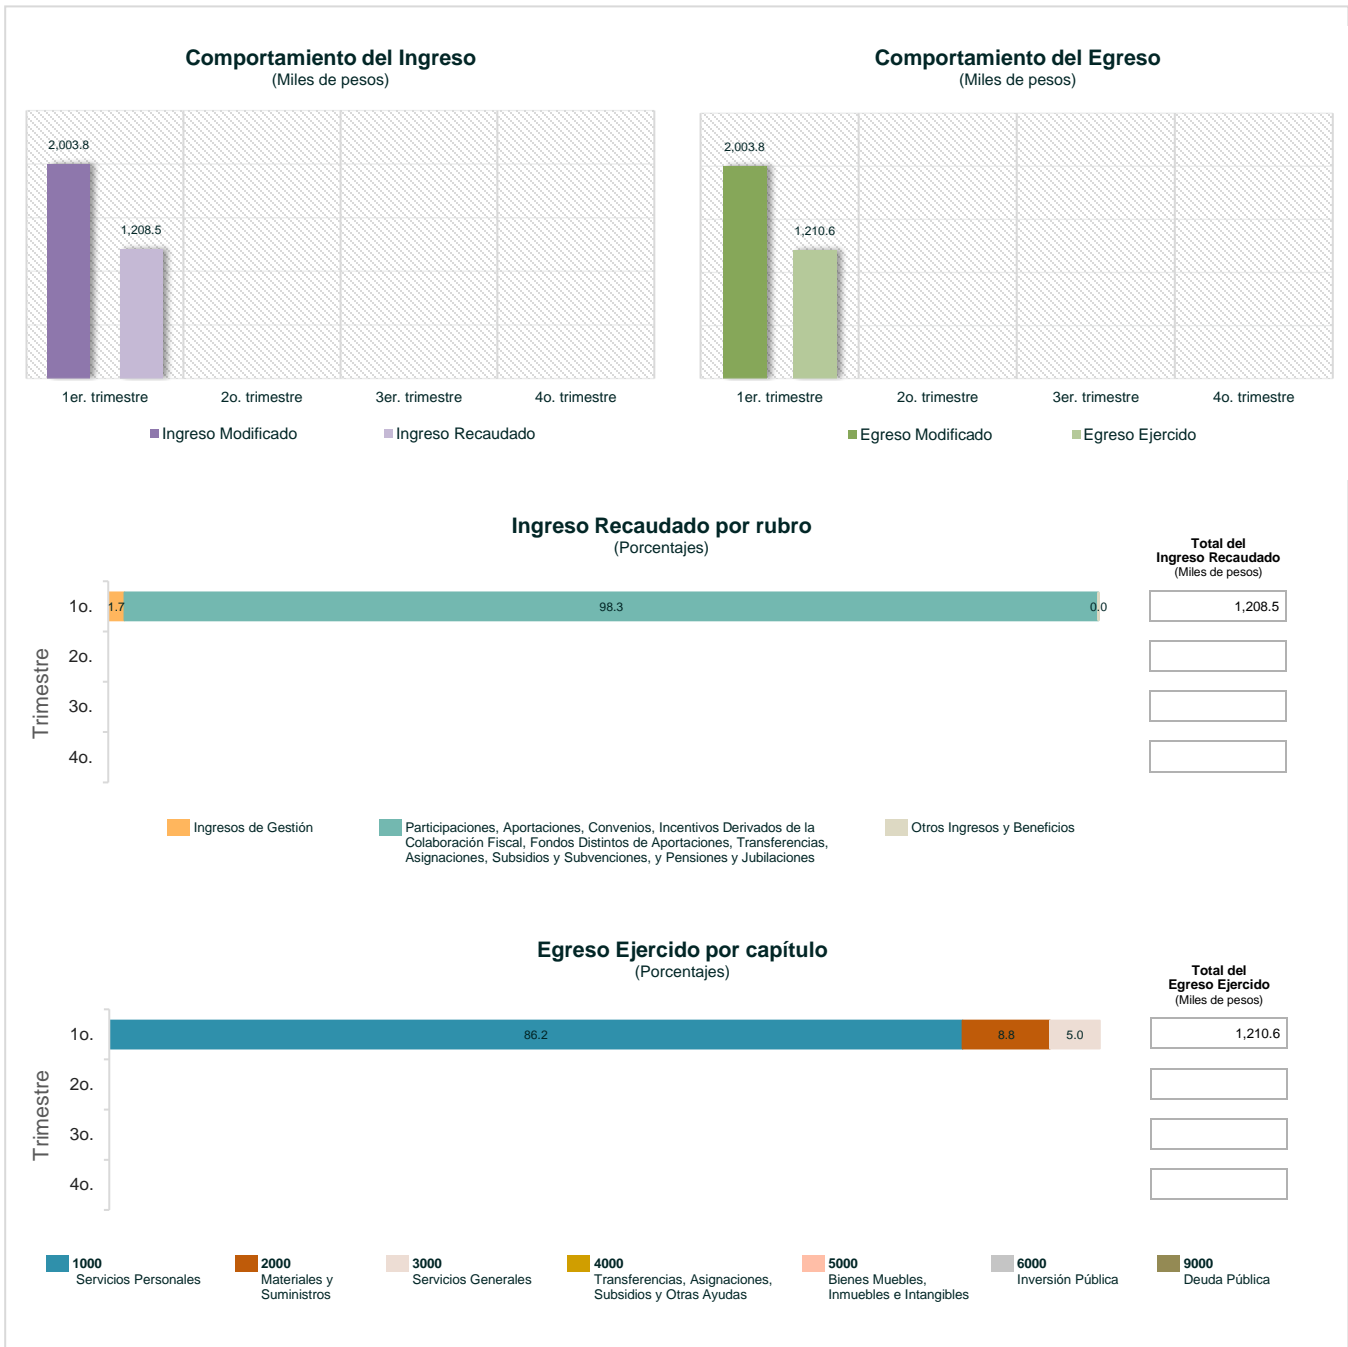 Comportamiento del Ingreso
(Miles de pesos)
2,003.8
1,208.5
1er. trimestre
2o. trimestre
3er. trimestre
4o. trimestre
Ingreso Modificado
Ingreso Recaudado
Comportamiento del Egreso
(Miles de pesos)
2,003.8
1,210.6
1er. trimestre
2o. trimestre
3er. trimestre
4o. trimestre
Egreso Modificado
Egreso Ejercido
Ingreso Recaudado por rubro
(Porcentajes)
Total del
Ingreso Recaudado
(Miles de pesos)
Trimestre
1o.
1.7
98.3
0.0
1,208.5
2o.
3o.
4o.
Ingresos de Gestión
Participaciones, Aportaciones, Convenios, Incentivos Derivados de la
Colaboración Fiscal, Fondos Distintos de Aportaciones, Transferencias,
Asignaciones, Subsidios y Subvenciones, y Pensiones y Jubilaciones
Otros Ingresos y Beneficios
Egreso Ejercido por capítulo
(Porcentajes)
Total del
Egreso Ejercido
(Miles de pesos)
Trimestre
1o.
86.2
8.8
5.0
1,210.6
2o.
3o.
4o.
1000
Servicios Personales
2000
Materiales y
Suministros
3000
Servicios Generales
4000
Transferencias, Asignaciones,
Subsidios y Otras Ayudas
5000
Bienes Muebles,
Inmuebles e Intangibles
6000
Inversión Pública
9000
Deuda Pública